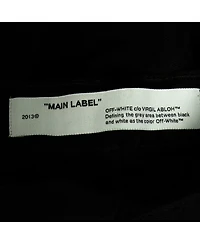 "MAIN LABEL"
2013©
OFF-WHITE c/o VIRGIL ABLOH™
Defining the gray area between black
and white as the color Off-White™